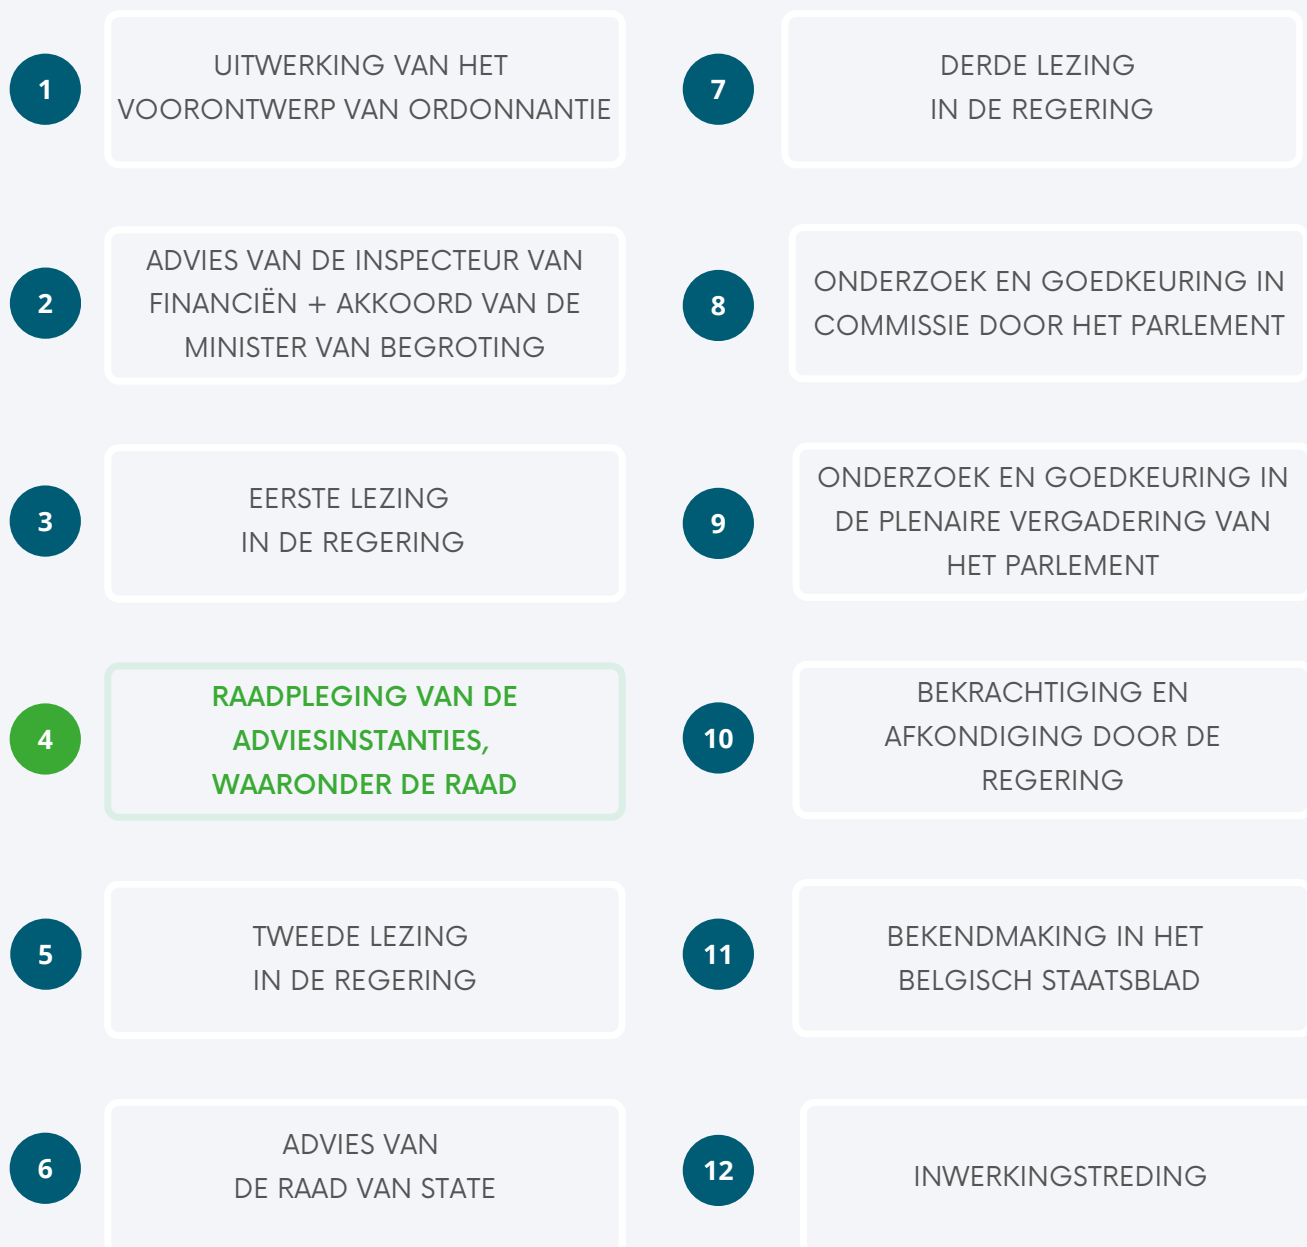 1
UITWERKING VAN HET
VOORONTWERP VAN ORDONNANTIE
2
ADVIES VAN DE INSPECTEUR VAN
FINANCIËN + AKKOORD VAN DE
MINISTER VAN BEGROTING
3
EERSTE LEZING
IN DE REGERING
4
RAADPLEGING VAN DE
ADVIESINSTANTIES,
WAARONDER DE RAAD
5
TWEEDE LEZING
IN DE REGERING
6
ADVIES VAN
DE RAAD VAN STATE
7
DERDE LEZING
IN DE REGERING
8
ONDERZOEK EN GOEDKEURING IN
COMMISSIE DOOR HET PARLEMENT
9
ONDERZOEK EN GOEDKEURING IN
DE PLENAIRE VERGADERING VAN
HET PARLEMENT
10
BEKRACHTIGING EN
AFKONDIGING DOOR DE
REGERING
11
BEKENDMAKING IN HET
BELGISCH STAATSBLAD
12
INWERKINGSTREDING